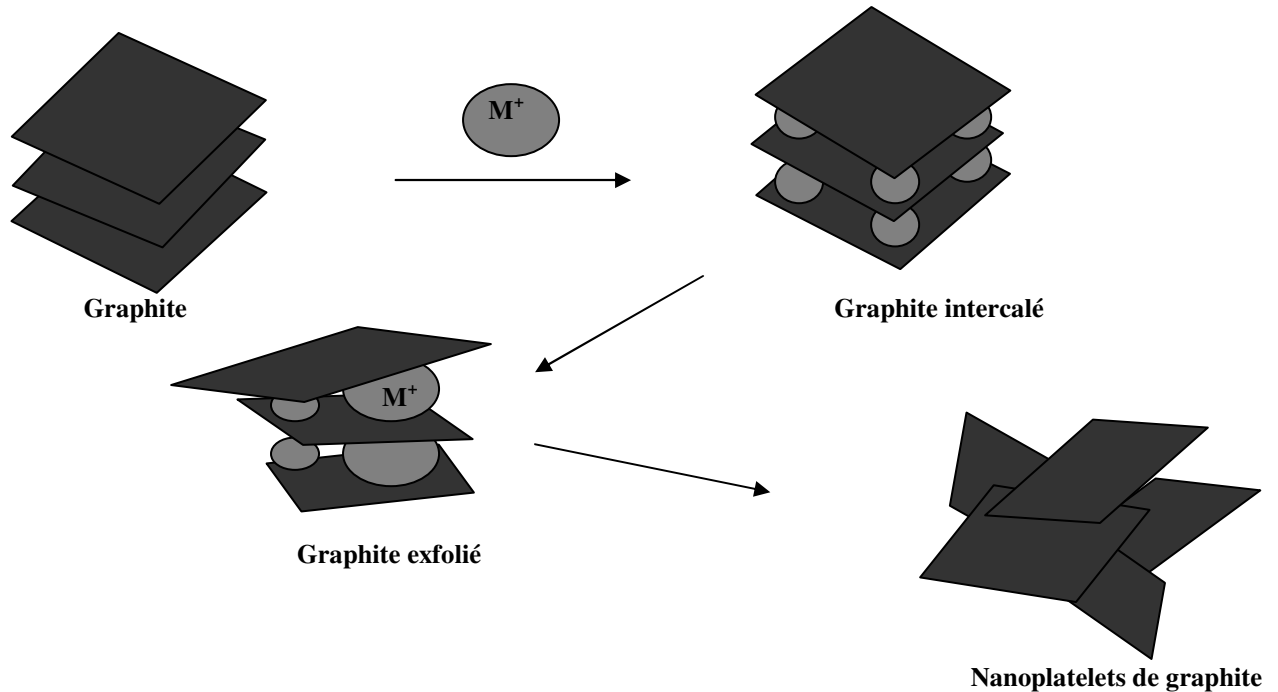 M⁺
Graphite
Graphite intercalé
M⁺
Graphite exfolié
Nanoplatelets de graphite